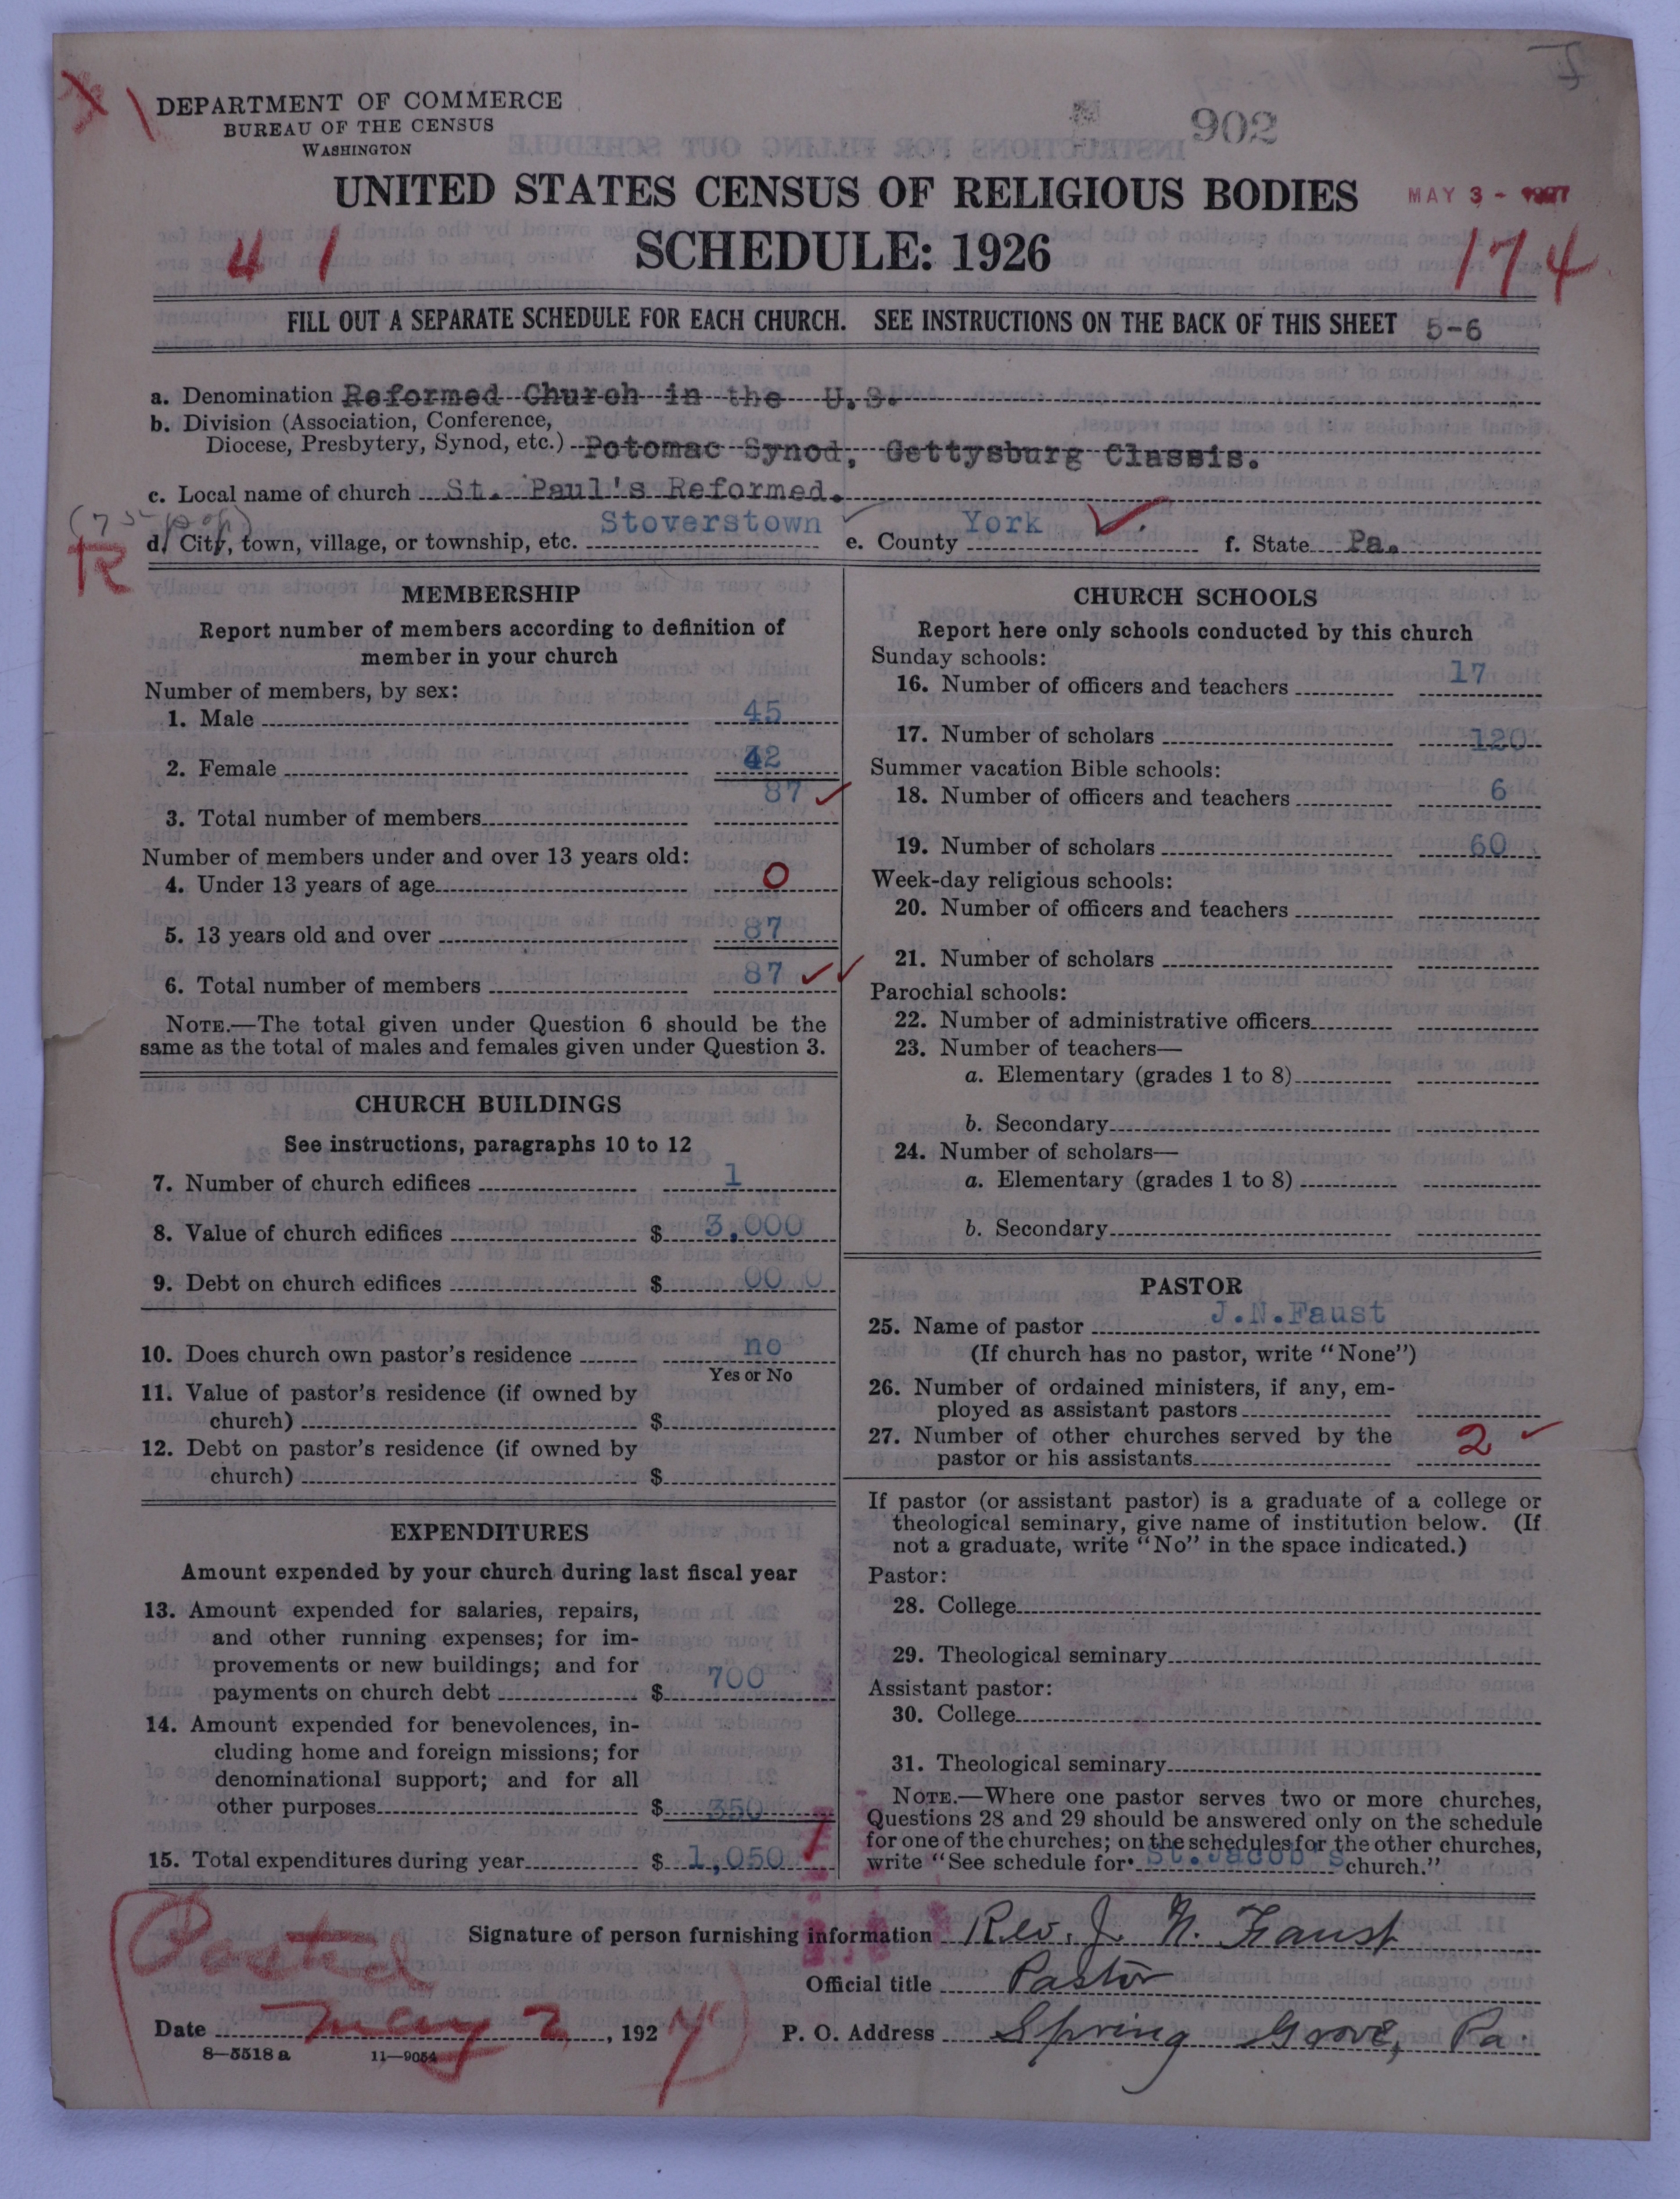 DEPARTMENT OF COMMERCE
BUREAU OF THE CENSUS
WASHINGTON
902
UNITED STATES CENSUS OF RELIGIOUS BODIES
MAY 3 - 1927
SCHEDULE: 1926
4 1
174
FILL OUT A SEPARATE SCHEDULE FOR EACH CHURCH. SEE INSTRUCTIONS ON THE BACK OF THIS SHEET 5-6
a. Denomination Reformed Church in the U.S.
b. Division (Association, Conference,
Diocese, Presbytery, Synod, etc.) Potomac Synod, Gettysburg Classis.
c. Local name of church St. Paul's Reformed.
d. City, town, village, or township, etc. Stoverstown e. County York f. State Pa.
R
MEMBERSHIP
Report number of members according to definition of
member in your church
Number of members, by sex:
1. Male 45
2. Female 42
87
3. Total number of members
Number of members under and over 13 years old:
4. Under 13 years of age 0
5. 13 years old and over 87
6. Total number of members 87
NOTE.—The total given under Question 6 should be the
same as the total of males and females given under Question 3.
CHURCH BUILDINGS
See instructions, paragraphs 10 to 12
7. Number of church edifices 1
8. Value of church edifices $ 3,000
9. Debt on church edifices $ 00
10. Does church own pastor's residence no
Yes or No
11. Value of pastor's residence (if owned by
church) $
12. Debt on pastor's residence (if owned by
church) $
EXPENDITURES
Amount expended by your church during last fiscal year
13. Amount expended for salaries, repairs,
and other running expenses; for im-
provements or new buildings; and for
payments on church debt $ 700
14. Amount expended for benevolences, in-
cluding home and foreign missions; for
denominational support; and for all
other purposes $ 350
15. Total expenditures during year $ 1,050
CHURCH SCHOOLS
Report here only schools conducted by this church
Sunday schools:
16. Number of officers and teachers 17
17. Number of scholars 120
Summer vacation Bible schools:
18. Number of officers and teachers 6
19. Number of scholars 60
Week-day religious schools:
20. Number of officers and teachers
21. Number of scholars
Parochial schools:
22. Number of administrative officers
23. Number of teachers—
a. Elementary (grades 1 to 8)
b. Secondary
24. Number of scholars—
a. Elementary (grades 1 to 8)
b. Secondary
PASTOR
25. Name of pastor J.N.Faust
(If church has no pastor, write "None")
26. Number of ordained ministers, if any, em-
ployed as assistant pastors
27. Number of other churches served by the
pastor or his assistants 2
If pastor (or assistant pastor) is a graduate of a college or
theological seminary, give name of institution below. (If
not a graduate, write "No" in the space indicated.)
Pastor:
28. College
29. Theological seminary
Assistant pastor:
30. College
31. Theological seminary
NOTE.—Where one pastor serves two or more churches,
Questions 28 and 29 should be answered only on the schedule
for one of the churches; on the schedules for the other churches,
write "See schedule for St.Jacob's church."
Posted
Signature of person furnishing information Rev. J. N. Faust
Official title Pastor
Date May 2, 1927
P. O. Address Spring Grove, Pa.
8—5518 a 11—9054